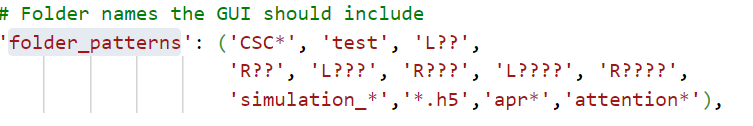 # Folder names the GUI should include
'folder_patterns': ('CSC*', 'test', 'L??',
'R??', 'L???', 'R???', 'L????', 'R????',
'simulation_*','*.h5','apr*','attention*'),